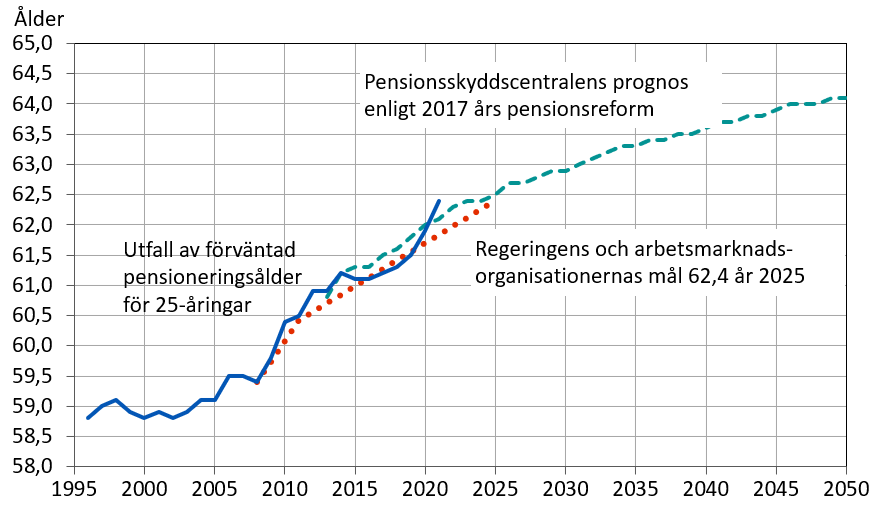 Ålder
65,0
64,5
64,0
63,5
63,0
62,5
62,0
61,5
61,0
60,5
60,0
59,5
59,0
58,5
58,0
Pensionsskyddscentralens prognos
enligt 2017 års pensionsreform
Utfall av förväntad
pensioneringsålder
för 25-åringar
Regeringens och arbetsmarknads-
organisationernas mål 62,4 år 2025
1995 2000 2005 2010 2015 2020 2025 2030 2035 2040 2045 2050